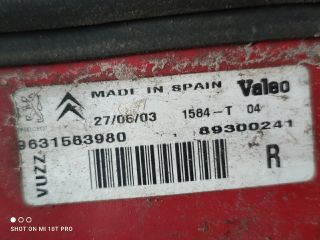 MADE IN SPAIN Valeo
27/06/03 1584-T 04
9631563980 89300241
VUZZ R
SHOT ON MI 10T PRO